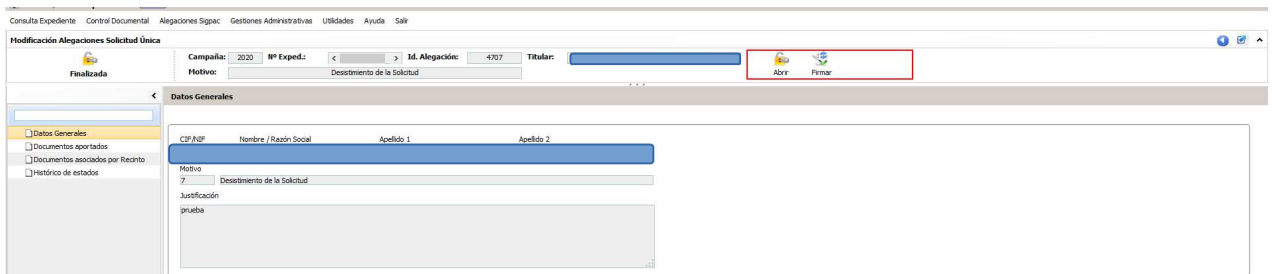 Consulta Expediente Control Documental Alegaciones Sigpac Gestiones Administrativas Utilidades Ayuda Salir
Modificación Alegaciones Solicitud Única
Finalizada
Campaña: 2020 Nº Exped.: < > Id. Alegación: 4707 Titular:
Motivo: Desistimiento de la Solicitud
Abrir Firmar
Datos Generales
Datos Generales
Documentos aportados
Documentos asociados por Recinto
Histórico de estados
CIF/NIF Nombre / Razón Social Apellido 1 Apellido 2
Motivo
7 Desistimiento de la Solicitud
Justificación
prueba